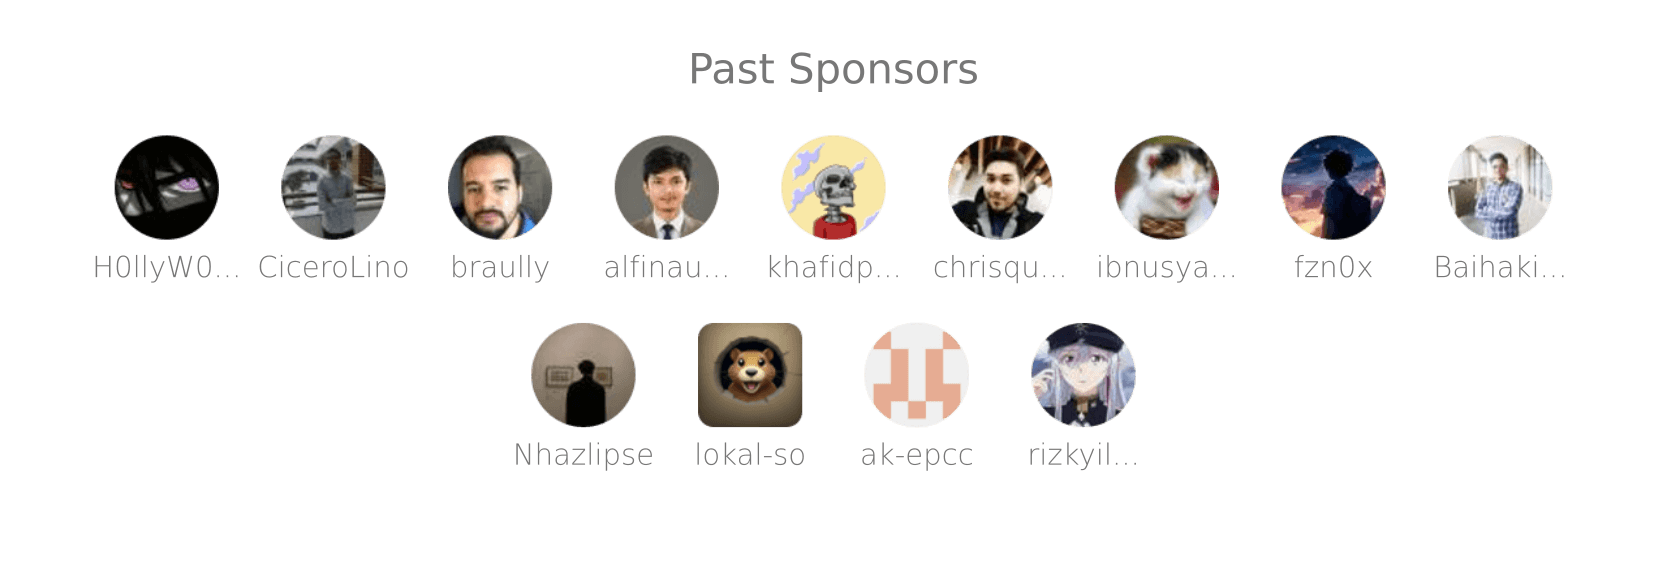 Past Sponsors
H0llyW0... CiceroLino braully alfinau... khafidp... chrisqu... ibnusya... fzn0x Baihaki...
Nhazlipse lokal-so ak-epcc rizkyil...